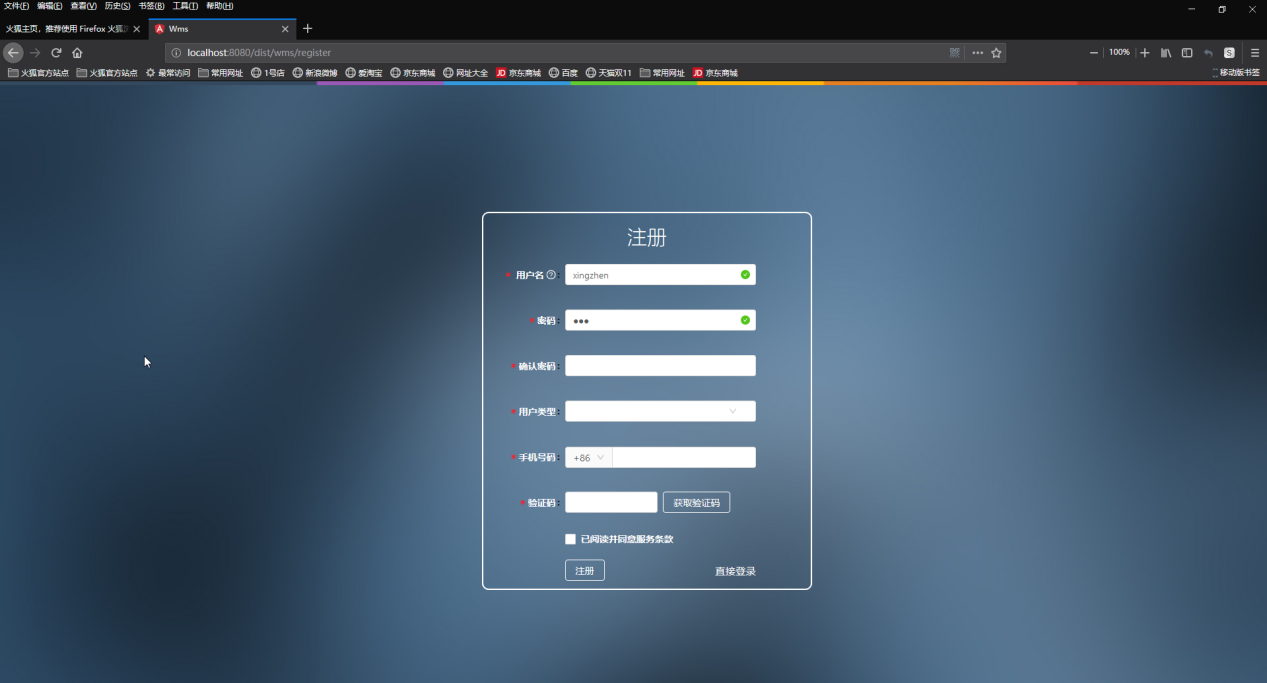 文件(F) 编辑(E) 查看(V) 历史(S) 书签(B) 工具(T) 帮助(H)
火狐主页，推荐使用 Firefox 火狐 Wms
localhost:8080/dist/wms/register 100% S
火狐官方站点 火狐官方站点 最常访问 常用网址 1号店 新浪微博 爱淘宝 京东商城 网址大全 JD 京东商城 百度 天猫双11 常用网址 JD 京东商城 移动版书签
注册
* 用户名 : xingzhen
* 密码 : ●●●
* 确认密码 :
* 用户类型 :
* 手机号码 : +86
* 验证码 : 获取验证码
已阅读并同意服务条款
注册 直接登录